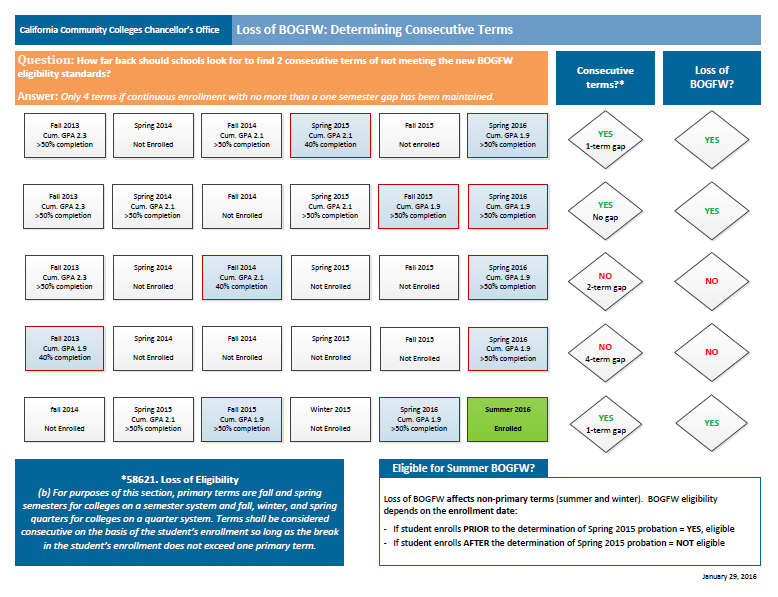 California Community Colleges Chancellor's Office
Loss of BOGFW: Determining Consecutive Terms
Question: How far back should schools look for to find 2 consecutive terms of not meeting the new BOGFW
eligibility standards?
Answer: Only 4 terms if continuous enrollment with no more than a one semester gap has been maintained.
Consecutive
terms?*
Loss of
BOGFW?
Fall 2013
Cum. GPA 2.3
>50% completion
Spring 2014
Not Enrolled
Fall 2014
Cum. GPA 2.1
>50% completion
Spring 2015
Cum. GPA 2.1
40% completion
Fall 2015
Not enrolled
Spring 2016
Cum. GPA 1.9
>50% completion
YES
1-term gap
YES
Fall 2013
Cum. GPA 2.3
>50% completion
Spring 2014
Cum. GPA 2.1
>50% completion
Fall 2014
Not Enrolled
Spring 2015
Cum. GPA 2.1
>50% completion
Fall 2015
Cum. GPA 1.9
>50% completion
Spring 2016
Cum. GPA 1.9
>50% completion
YES
No gap
YES
Fall 2013
Cum. GPA 2.3
>50% completion
Spring 2014
Not Enrolled
Fall 2014
Cum. GPA 2.1
40% completion
Spring 2015
Not Enrolled
Fall 2015
Not Enrolled
Spring 2016
Cum. GPA 1.9
>50% completion
NO
2-term gap
NO
Fall 2013
Cum. GPA 1.9
40% completion
Spring 2014
Not Enrolled
Fall 2014
Not Enrolled
Spring 2015
Not Enrolled
Fall 2015
Not Enrolled
Spring 2016
Cum. GPA 1.9
>50% completion
NO
4-term gap
NO
fall 2014
Not Enrolled
Spring 2015
Cum. GPA 2.1
>50% completion
Fall 2015
Cum. GPA 1.9
>50% completion
Winter 2015
Not Enrolled
Spring 2016
Cum. GPA 1.9
>50% completion
Summer 2016
Enrolled
YES
1-term gap
YES
*58621. Loss of Eligibility
(b) For purposes of this section, primary terms are fall and spring
semesters for colleges on a semester system and fall, winter, and spring
quarters for colleges on a quarter system. Terms shall be considered
consecutive on the basis of the student's enrollment so long as the break
in the student's enrollment does not exceed one primary term.
Eligible for Summer BOGFW?
Loss of BOGFW affects non-primary terms (summer and winter). BOGFW eligibility
depends on the enrollment date:
- If student enrolls PRIOR to the determination of Spring 2015 probation = YES, eligible
- If student enrolls AFTER the determination of Spring 2015 probation = NOT eligible
January 29, 2016